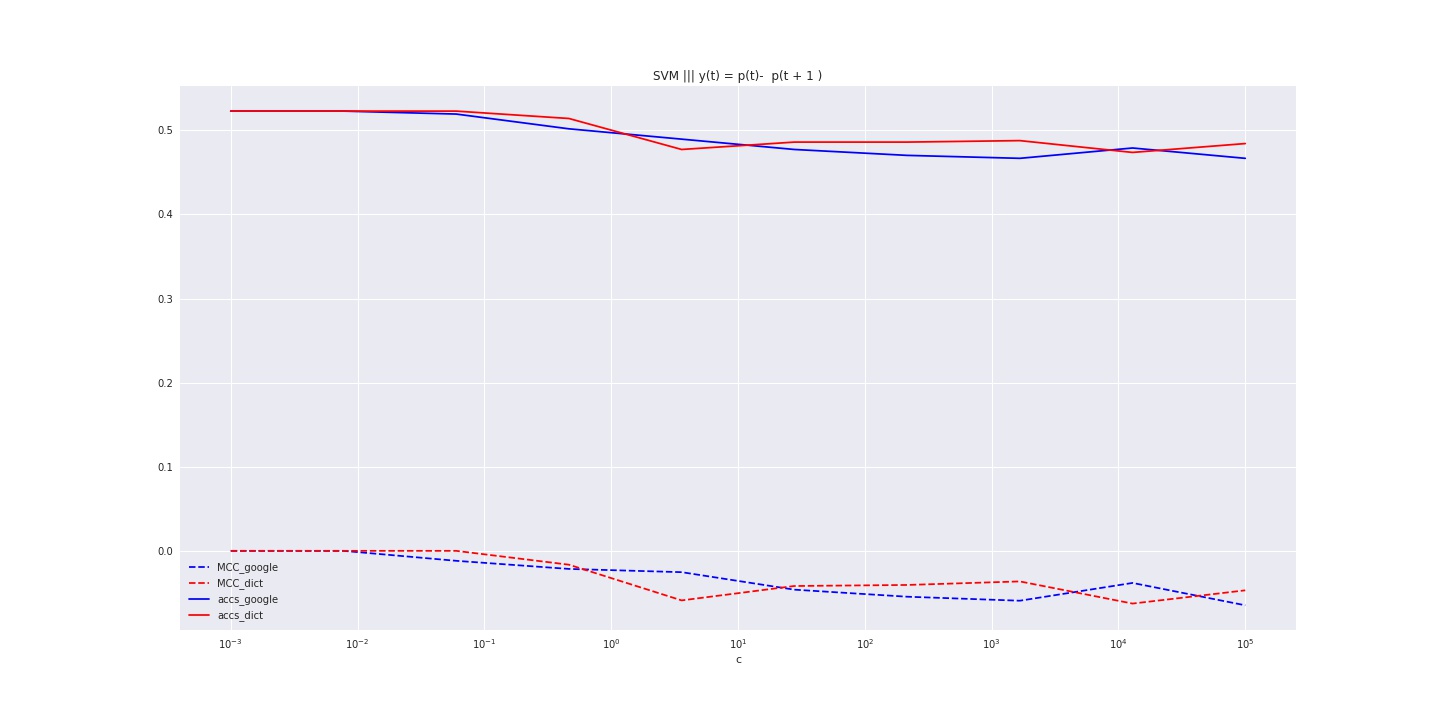 SVM ||| y(t) = p(t)-  p(t + 1 )
0.5
0.4
0.3
0.2
0.1
0.0
MCC_google
MCC_dict
accs_google
accs_dict
10⁻³ 10⁻² 10⁻¹ 10⁰ 10¹ 10² 10³ 10⁴ 10⁵
c